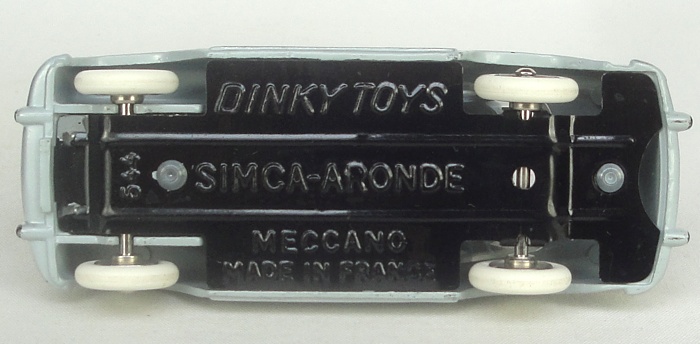 DINKY TOYS
544
SIMCA-ARONDE
MECCANO
MADE IN FRANCE